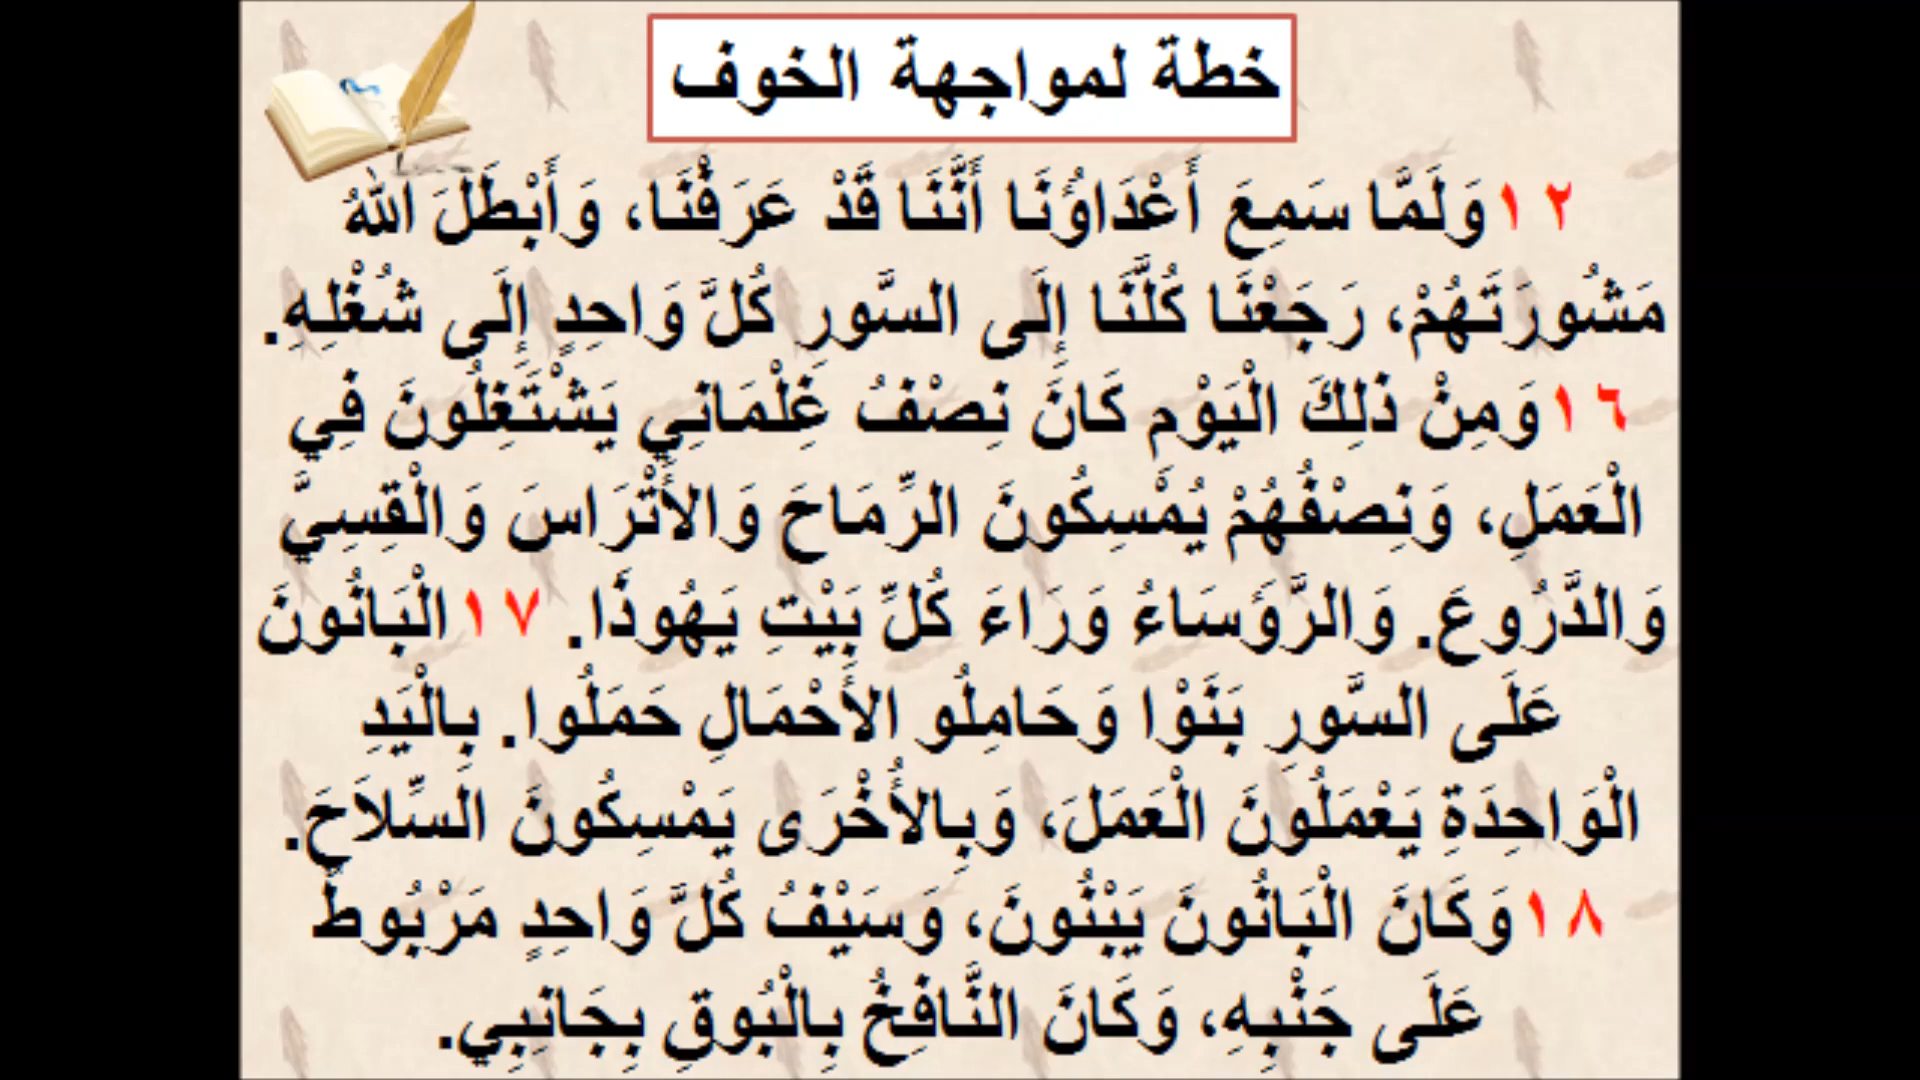 خطة لمواجهة الخوف
١٢ وَلَمَّا سَمِعَ أَعْدَاؤُنَا أَنَّنَا قَدْ عَرَفْنَا، وَأَبْطَلَ اللهُ
مَشُورَتَهُمْ، رَجَعْنَا كُلُّنَا إِلَى السُّورِ كُلُّ وَاحِدٍ إِلَى شُغْلِهِ.
١٦ وَمِنْ ذلِكَ الْيَوْمِ كَانَ نِصْفُ غِلْمَانِي يَشْتَغِلُونَ فِي
الْعَمَلِ، وَنِصْفُهُمْ يُمْسِكُونَ الرِّمَاحَ وَالأَتْرَاسَ وَالْقِسِيَّ
وَالدُّرُوعَ. وَالرُّؤَسَاءُ وَرَاءَ كُلِّ بَيْتِ يَهُوذَا. ١٧ الْبَانُونَ
عَلَى السُّورِ بَنَوْا وَحَامِلُو الأَحْمَالِ حَمَلُوا. بِالْيَدِ
الْوَاحِدَةِ يَعْمَلُونَ الْعَمَلَ، وَبِالأُخْرَى يَمْسِكُونَ السِّلاَحَ.
١٨ وَكَانَ الْبَانُونَ يَبْنُونَ، وَسَيْفُ كُلُّ وَاحِدٍ مَرْبُوطٌ
عَلَى جَنْبِهِ، وَكَانَ النَّافِخُ بِالْبُوقِ بِجَانِبِي.